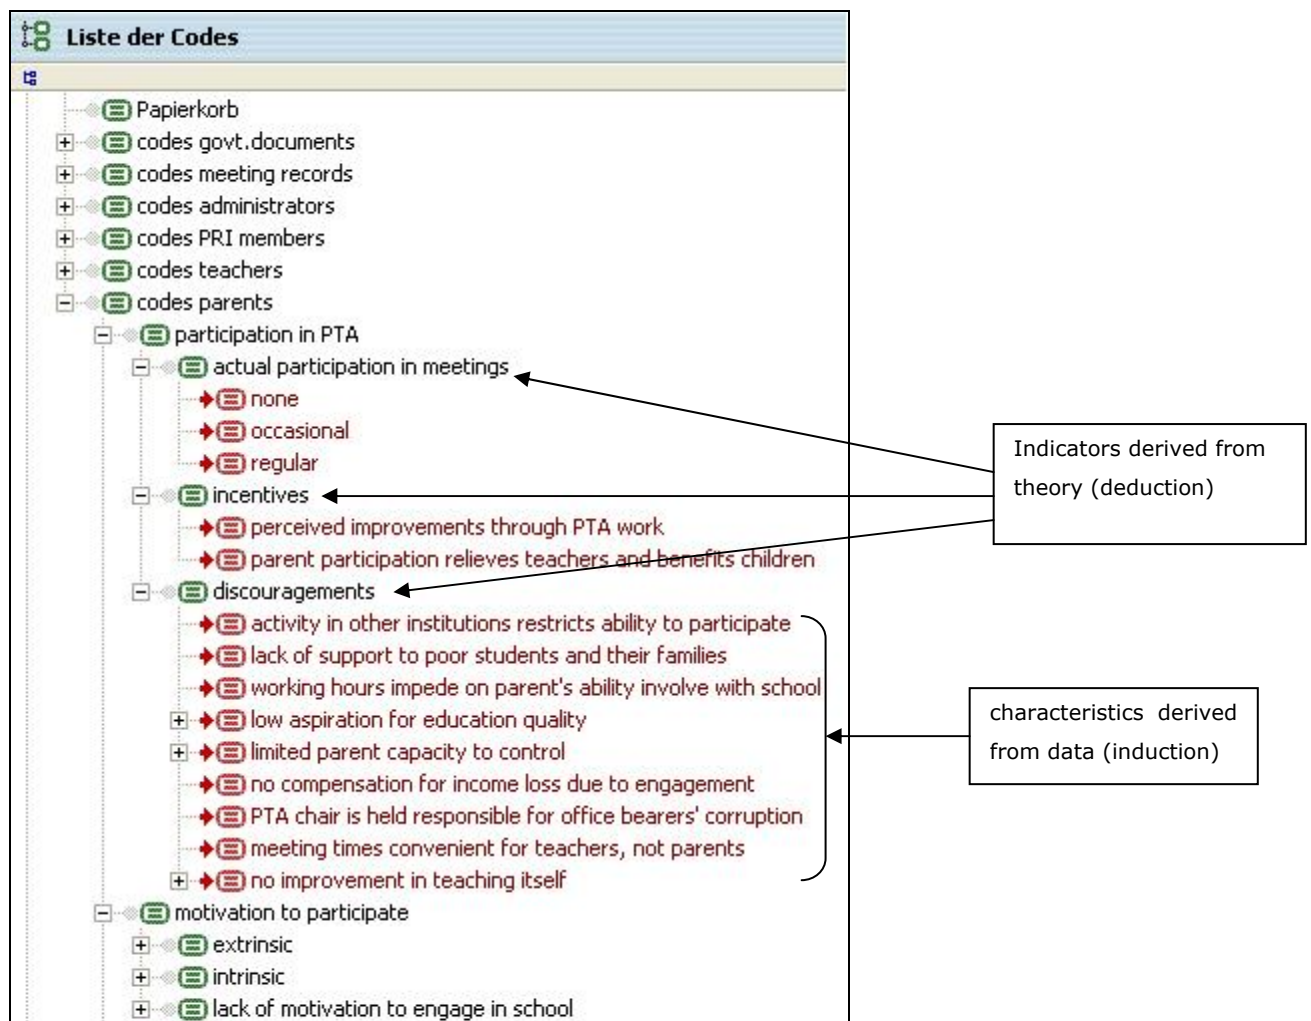 Liste der Codes
Papierkorb
codes govt.documents
codes meeting records
codes administrators
codes PRI members
codes teachers
codes parents
participation in PTA
actual participation in meetings
none
occasional
regular
incentives
perceived improvements through PTA work
parent participation relieves teachers and benefits children
discouragements
activity in other institutions restricts ability to participate
lack of support to poor students and their families
working hours impede on parent's ability involve with school
low aspiration for education quality
limited parent capacity to control
no compensation for income loss due to engagement
PTA chair is held responsible for office bearers' corruption
meeting times convenient for teachers, not parents
no improvement in teaching itself
motivation to participate
extrinsic
intrinsic
lack of motivation to engage in school
Indicators derived from
theory (deduction)
characteristics derived
from data (induction)